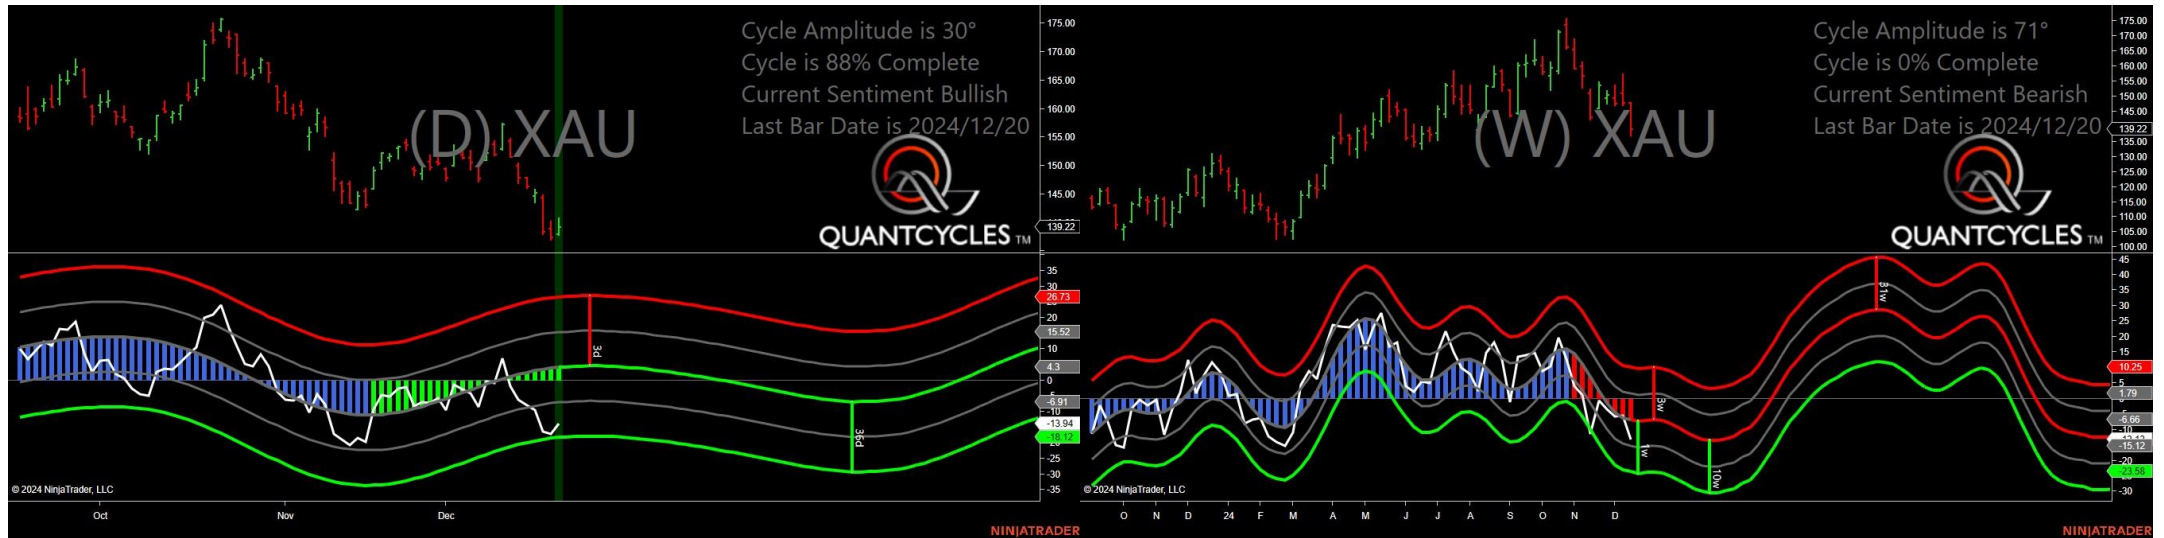 Cycle Amplitude is 30°
Cycle is 88% Complete
Current Sentiment Bullish
Last Bar Date is 2024/12/20
(D) XAU
QUANTCYCLES TM
175.00
170.00
165.00
160.00
155.00
150.00
145.00
139.22
35
30
26.73
20
15.52
10
4.3
0
-6.91
-10
-13.94
-18.12
-25
-30
-35
3d
36d
© 2024 NinjaTrader, LLC
Oct Nov Dec
NINJATRADER
Cycle Amplitude is 71°
Cycle is 0% Complete
Current Sentiment Bearish
Last Bar Date is 2024/12/20
(W) XAU
QUANTCYCLES TM
175.00
170.00
165.00
160.00
155.00
150.00
145.00
139.22
135.00
130.00
125.00
120.00
115.00
110.00
105.00
100.00
45
40
35
30
25
20
15
10.25
5
1.79
-6.66
-10
-15.12
-20
-23.58
-30
31w
3w
1w
10w
© 2024 NinjaTrader, LLC
O N D 24 F M A M J J A S O N D
NINJATRADER